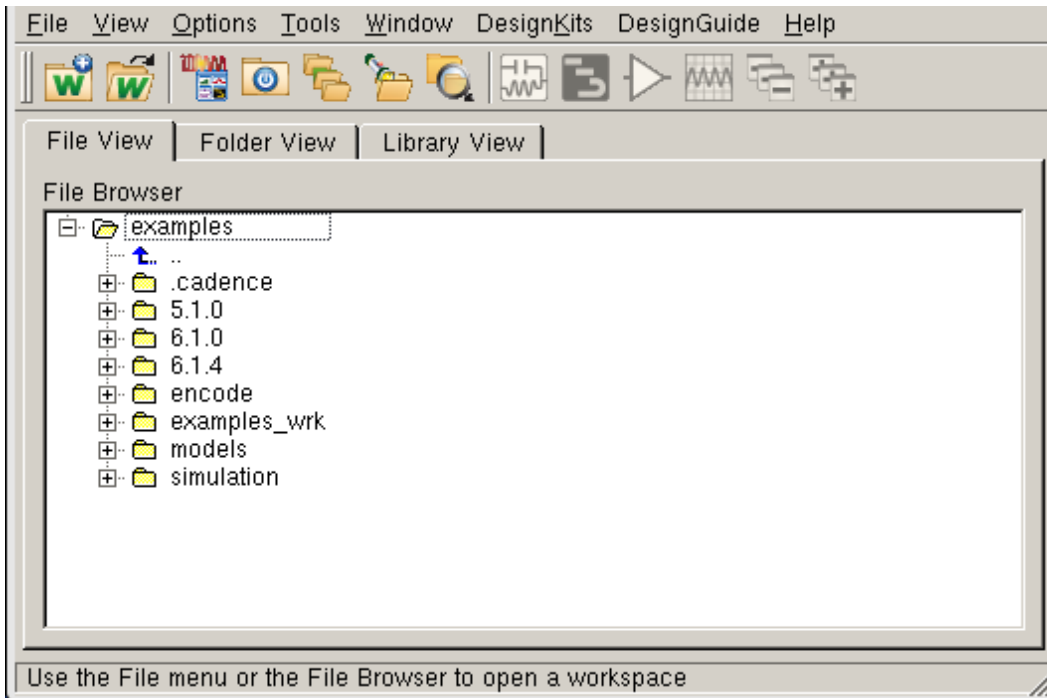 File View Options Tools Window DesignKits DesignGuide Help
File View Folder View Library View
File Browser
examples
..
.cadence
5.1.0
6.1.0
6.1.4
encode
examples_wrk
models
simulation
Use the File menu or the File Browser to open a workspace